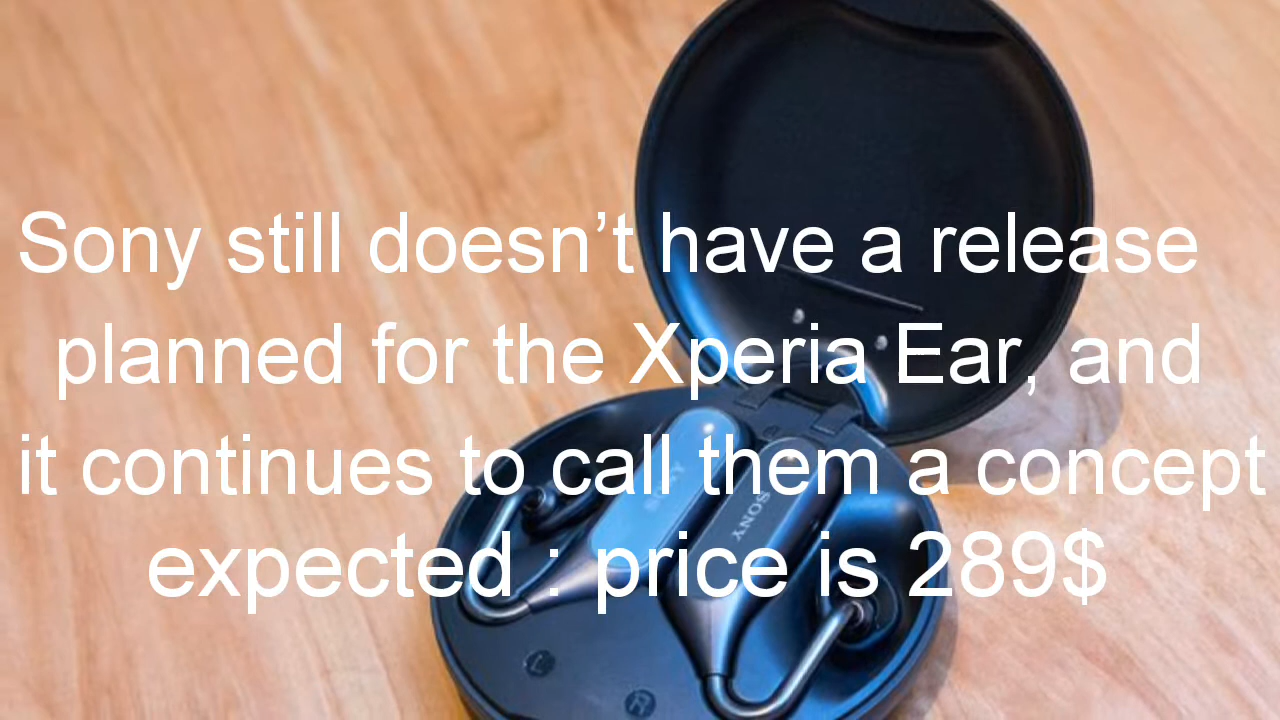 Sony still doesn’t have a release
planned for the Xperia Ear, and
it continues to call them a concept
expected : price is 289$
SONY
SONY
L
R